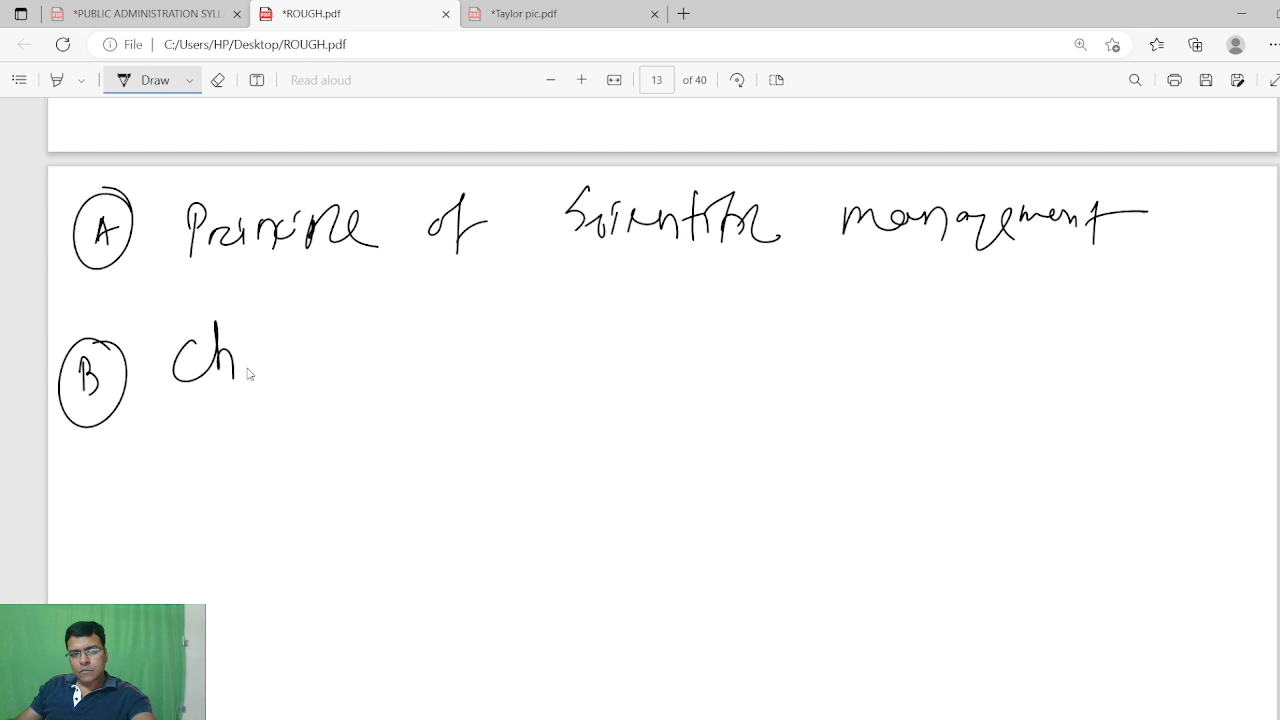 *PUBLIC ADMINISTRATION SYLL
*ROUGH.pdf
*Taylor pic.pdf
File
C:/Users/HP/Desktop/ROUGH.pdf
Draw
Read aloud
13 of 40
A Principle of Scientific management
B Ch